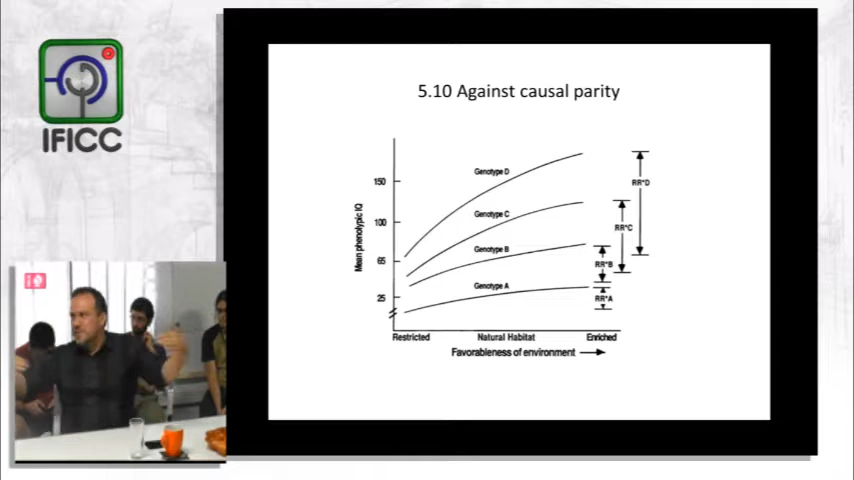 IFICC
5.10 Against causal parity
Mean phenotypic IQ
150
100
65
25
Genotype D
Genotype C
Genotype B
Genotype A
RR*D
RR*C
RR*B
RR*A
Restricted Natural Habitat Enriched
Favorableness of environment